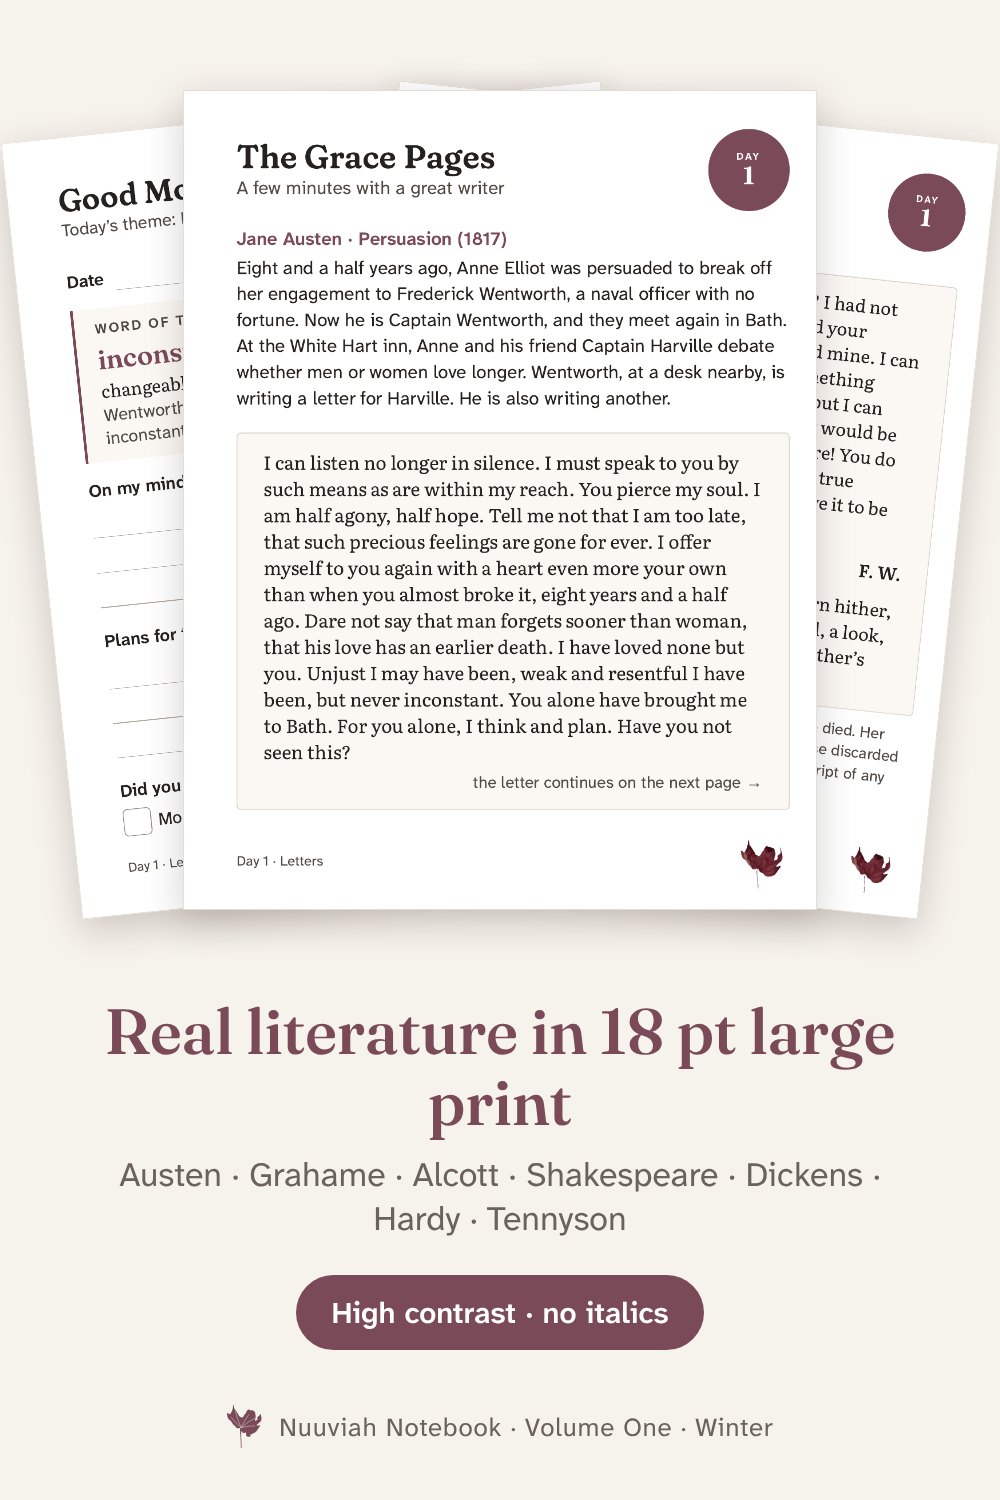 Good Mo
Today's theme:
Date
WORD OF T
incons
changeabl
Wentworth
inconstant
On my mind
Plans for
Did you
Mo
Day 1 · Le
The Grace Pages
A few minutes with a great writer
DAY
1
Jane Austen · Persuasion (1817)
Eight and a half years ago, Anne Elliot was persuaded to break off
her engagement to Frederick Wentworth, a naval officer with no
fortune. Now he is Captain Wentworth, and they meet again in Bath.
At the White Hart inn, Anne and his friend Captain Harville debate
whether men or women love longer. Wentworth, at a desk nearby, is
writing a letter for Harville. He is also writing another.
I can listen no longer in silence. I must speak to you by
such means as are within my reach. You pierce my soul. I
am half agony, half hope. Tell me not that I am too late,
that such precious feelings are gone for ever. I offer
myself to you again with a heart even more your own
than when you almost broke it, eight years and a half
ago. Dare not say that man forgets sooner than woman,
that his love has an earlier death. I have loved none but
you. Unjust I may have been, weak and resentful I have
been, but never inconstant. You alone have brought me
to Bath. For you alone, I think and plan. Have you not
seen this?
the letter continues on the next page →
Day 1 · Letters
DAY
1
? I had not
d your
d mine. I can
ething
but I can
would be
re! You do
true
e it to be
F. W.
rn hither,
l, a look,
ther's
died. Her
se discarded
ript of any
Real literature in 18 pt large
print
Austen · Grahame · Alcott · Shakespeare · Dickens ·
Hardy · Tennyson
High contrast · no italics
Nuuviah Notebook · Volume One · Winter